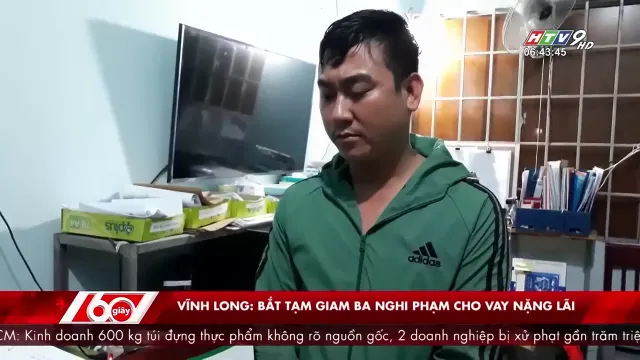 HTV9 HD
06:43:45
adidas
60 giây
VĨNH LONG: BẮT TẠM GIAM BA NGHI PHẠM CHO VAY NẶNG LÃI
CM: Kinh doanh 600 kg túi đựng thực phẩm không rõ nguồn gốc, 2 doanh nghiệp bị xử phạt gần trăm triệ